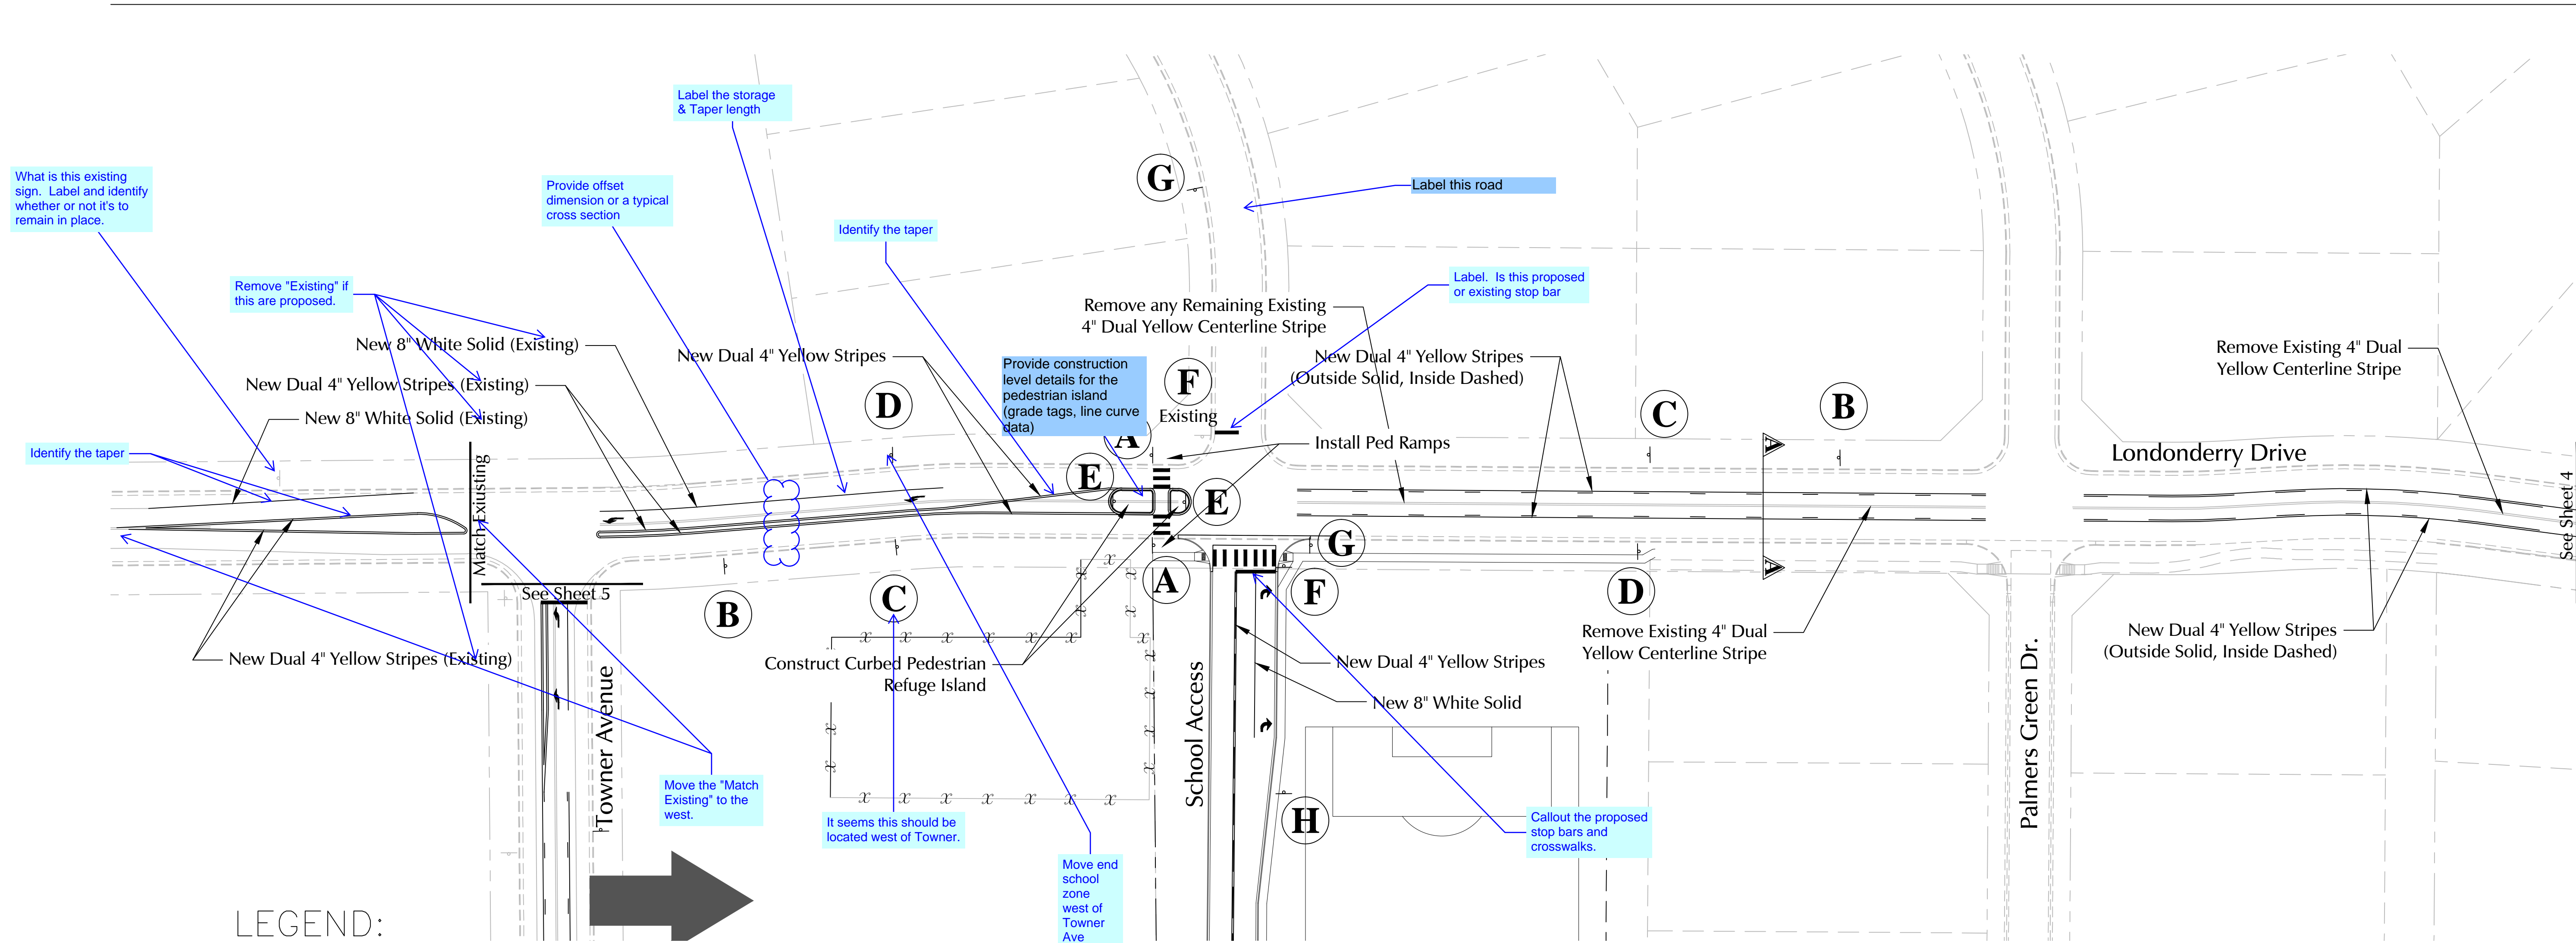 Label the storage
& Taper length
What is this existing
sign. Label and identify
whether or not it's to
remain in place.
Provide offset
dimension or a typical
cross section
G
Label this road
Identify the taper
Remove "Existing" if
this are proposed.
Label. Is this proposed
or existing stop bar
Remove any Remaining Existing
4" Dual Yellow Centerline Stripe
New 8" White Solid (Existing)
New Dual 4" Yellow Stripes
New Dual 4" Yellow Stripes
(Outside Solid, Inside Dashed)
Remove Existing 4" Dual
Yellow Centerline Stripe
Provide construction
level details for the
pedestrian island
(grade tags, line curve
data)
F
Existing
New Dual 4" Yellow Stripes (Existing)
New 8" White Solid (Existing)
D
A
C
B
Install Ped Ramps
Identify the taper
Londonderry Drive
Match Exiusting
E
E
A
A
See Sheet 4
G
See Sheet 5
B
C
A
F
D
New Dual 4" Yellow Stripes (Existing)
Construct Curbed Pedestrian
Refuge Island
Remove Existing 4" Dual
Yellow Centerline Stripe
New Dual 4" Yellow Stripes
(Outside Solid, Inside Dashed)
New Dual 4" Yellow Stripes
New 8" White Solid
Towner Avenue
School Access
Palmers Green Dr.
Move the "Match
Existing" to the
west.
It seems this should be
located west of Towner.
H
Callout the proposed
stop bars and
crosswalks.
Move end
school
zone
west of
Towner
Ave
LEGEND: